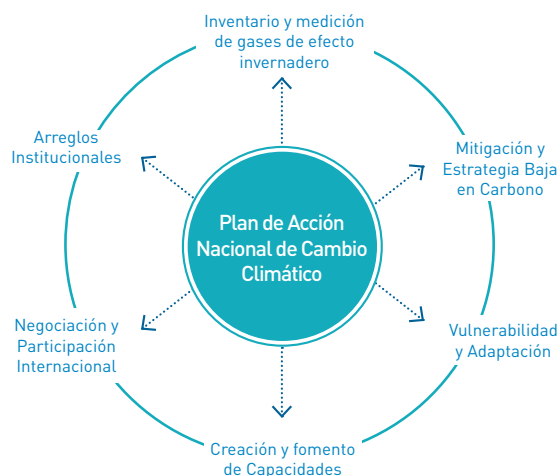 Inventario y medición
de gases de efecto
invernadero
Arreglos
Institucionales
Mitigación y
Estrategia Baja
en Carbono
Plan de Acción
Nacional de Cambio
Climático
Negociación y
Participación
Internacional
Vulnerabilidad
y Adaptación
Creación y fomento
de Capacidades